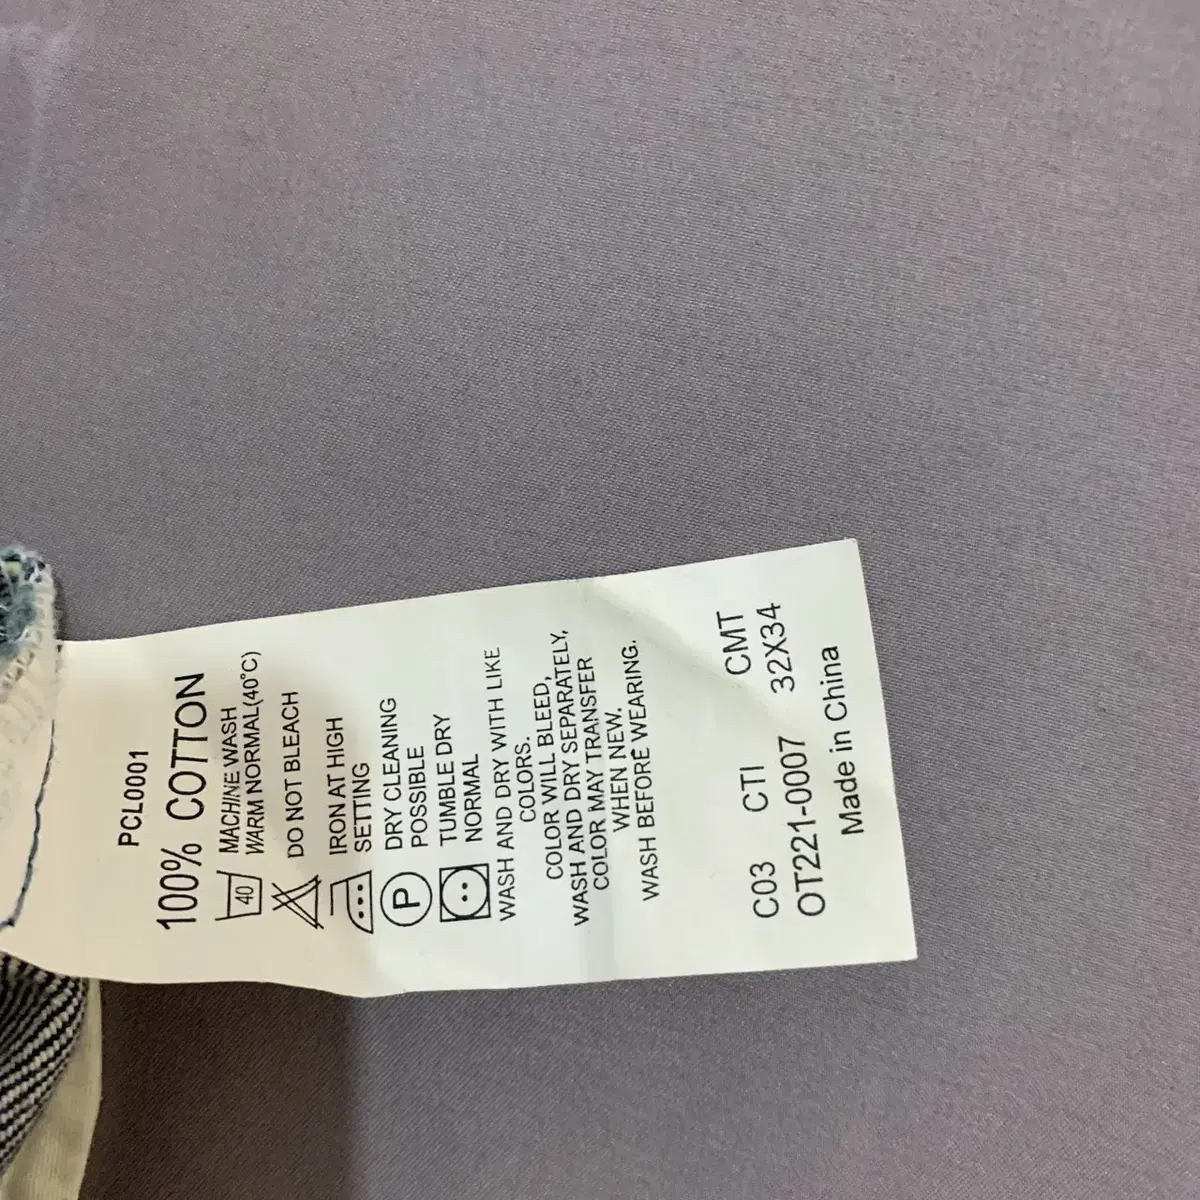 PCL0001
100% COTTON
40 MACHINE WASH
WARM NORMAL(40°C)
DO NOT BLEACH
IRON AT HIGH
SETTING
P DRY CLEANING
POSSIBLE
TUMBLE DRY
NORMAL
WASH AND DRY WITH LIKE
COLORS.
COLOR WILL BLEED,
WASH AND DRY SEPARATELY,
COLOR MAY TRANSFER
WHEN NEW.
WASH BEFORE WEARING.
C03 CTI CMT
OT221-0007 32X34
Made in China